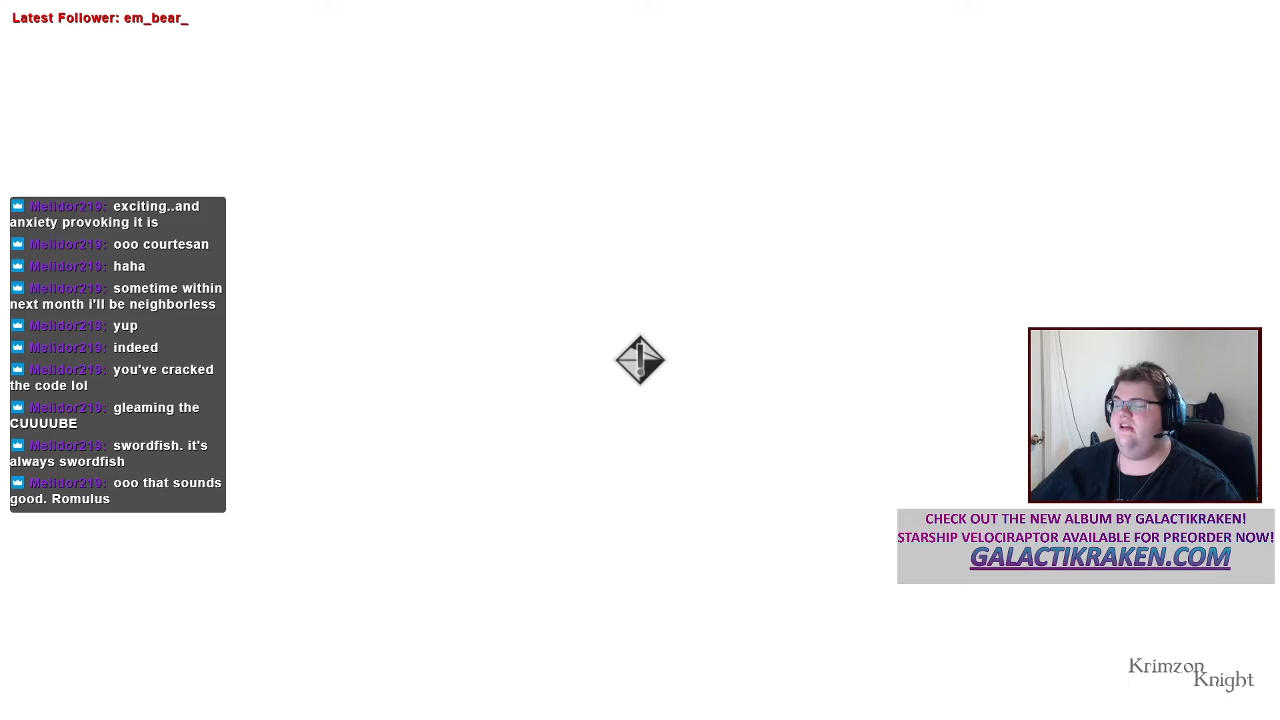 Latest Follower: em_bear_
Melidor219: exciting..and
anxiety provoking it is
Melidor219: ooo courtesan
Melidor219: haha
Melidor219: sometime within
next month i'll be neighborless
Melidor219: yup
Melidor219: indeed
Melidor219: you've cracked
the code lol
Melidor219: gleaming the
CUUUUBE
Melidor219: swordfish. it's
always swordfish
Melidor219: ooo that sounds
good. Romulus
CHECK OUT THE NEW ALBUM BY GALACTIKRAKEN!
STARSHIP VELOCIRAPTOR AVAILABLE FOR PREORDER NOW!
GALACTIKRAKEN.COM
Krimzon
Knight